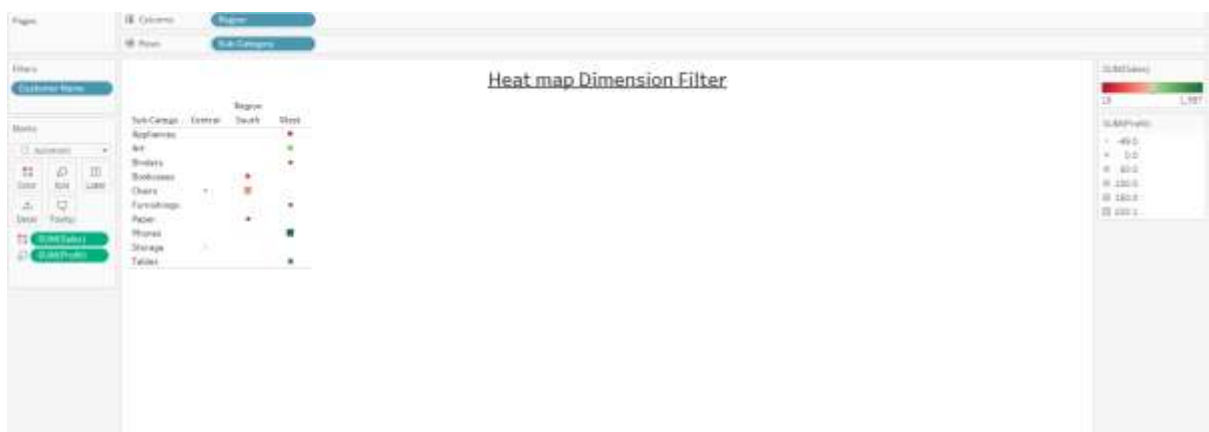 Pages
Columns
Region
Rows
Sub-Category
Filters
Customer Name
Marks
Automatic
Color Size Label
Detail Tooltip
SUM(Sales)
SUM(Profit)
Heat map Dimension Filter
Region
Sub-Catego.. Central South West
Appliances
Art
Binders
Bookcases
Chairs
Furnishings
Paper
Phones
Storage
Tables
SUM(Sales)
SUM(Profit)
0.0